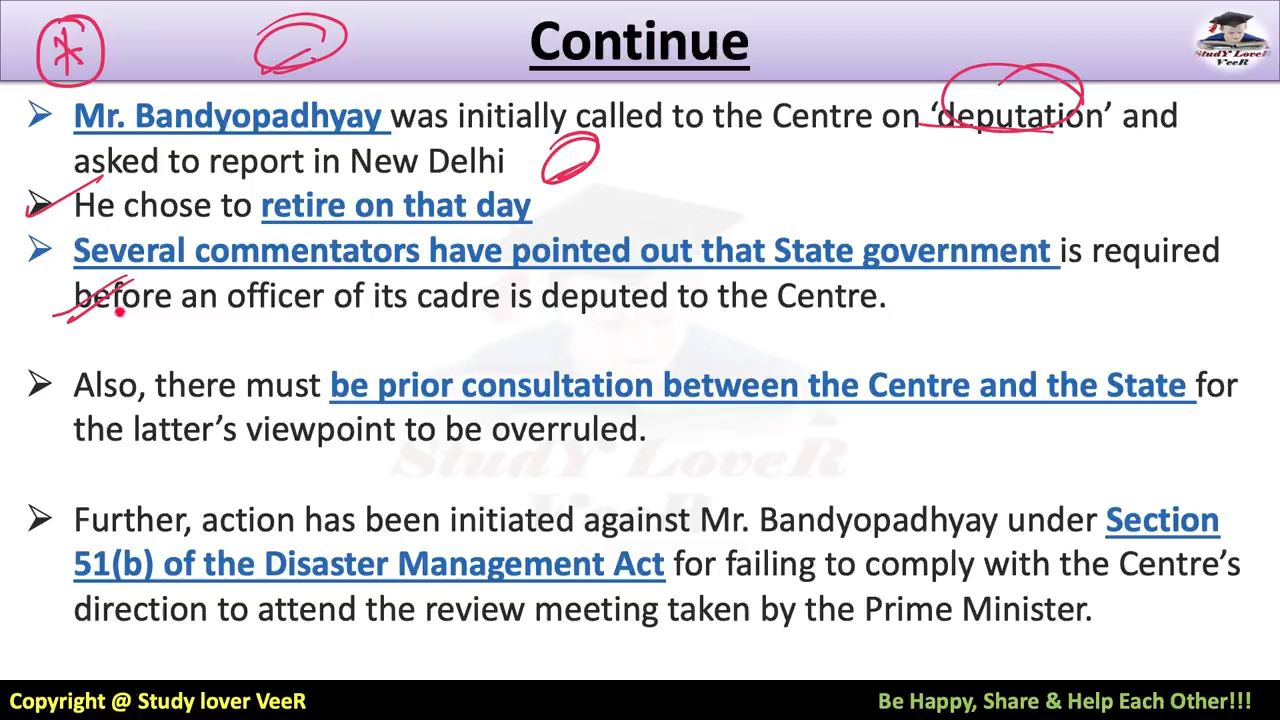 Continue
StudY LoveR
VeeR
Mr. Bandyopadhyay was initially called to the Centre on ‘deputation’ and
asked to report in New Delhi
He chose to retire on that day
Several commentators have pointed out that State government is required
before an officer of its cadre is deputed to the Centre.
Also, there must be prior consultation between the Centre and the State for
the latter’s viewpoint to be overruled.
StudY LoveR
VeeR
Further, action has been initiated against Mr. Bandyopadhyay under Section
51(b) of the Disaster Management Act for failing to comply with the Centre’s
direction to attend the review meeting taken by the Prime Minister.
Copyright @ Study lover VeeR
Be Happy, Share & Help Each Other!!!